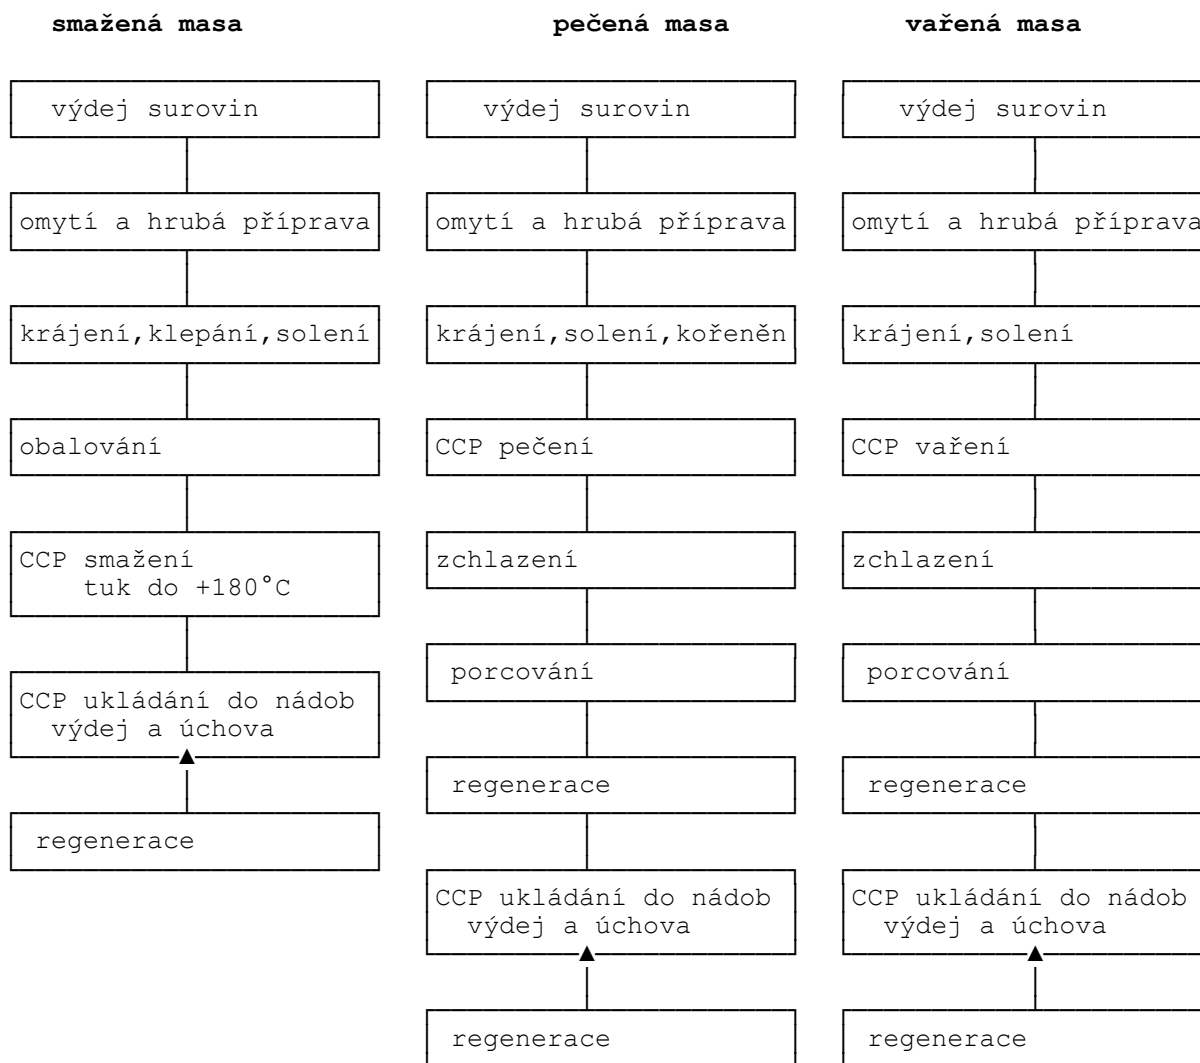 smažená masa
výdej surovin
omytí a hrubá příprava
krájení,klepání,solení
obalování
CCP smažení
tuk do +180°C
CCP ukládání do nádob
výdej a úchova
regenerace
pečená masa
výdej surovin
omytí a hrubá příprava
krájení,solení,kořeněn
CCP pečení
zchlazení
porcování
regenerace
CCP ukládání do nádob
výdej a úchova
regenerace
vařená masa
výdej surovin
omytí a hrubá příprava
krájení,solení
CCP vaření
zchlazení
porcování
regenerace
CCP ukládání do nádob
výdej a úchova
regenerace